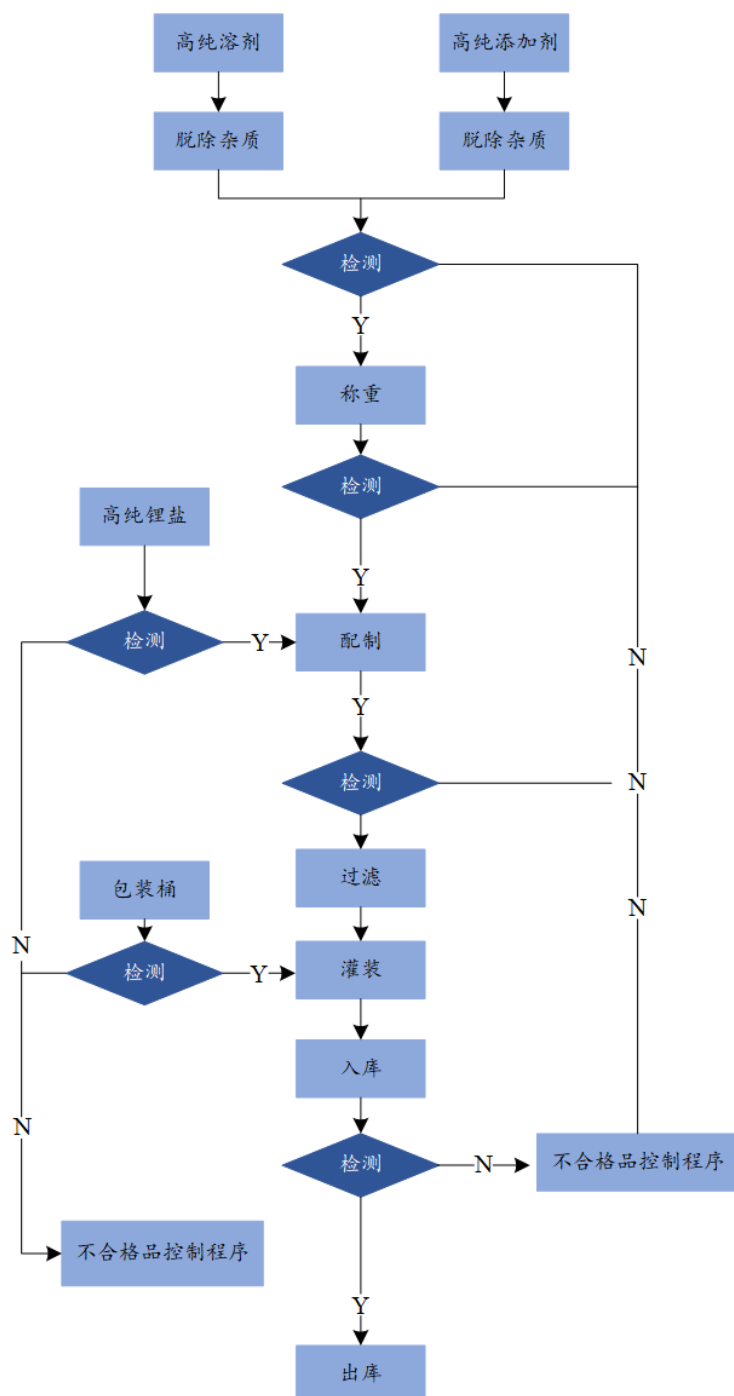 高纯溶剂
高纯添加剂
脱除杂质
脱除杂质
检测
Y
称重
检测
高纯锂盐
Y
检测
Y
配制
N
Y
检测
N
过滤
包装桶
N
N
检测
Y
灌装
入库
N
检测
N
不合格品控制程序
不合格品控制程序
Y
出库